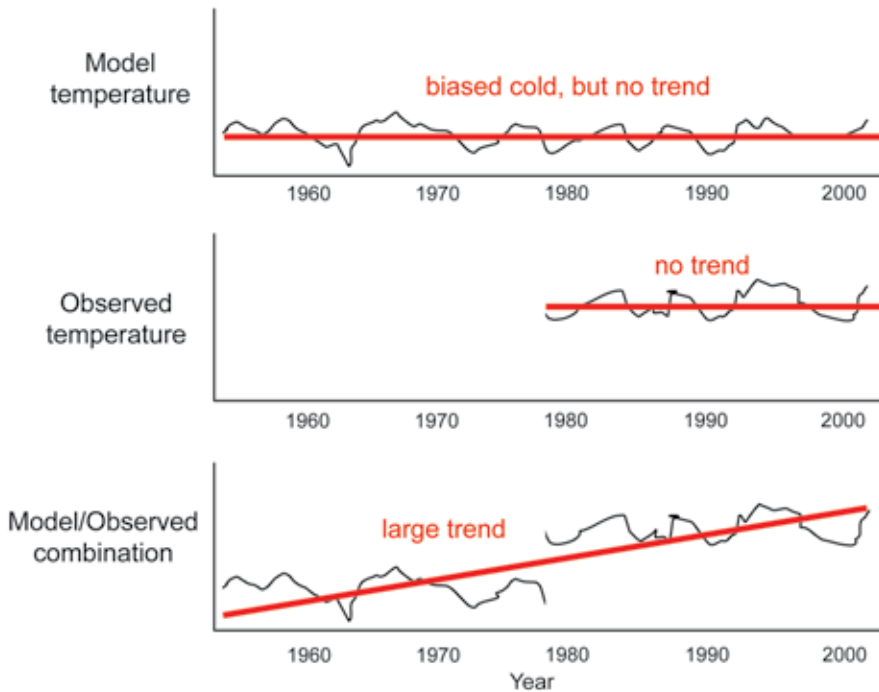 Model
temperature
biased cold, but no trend
1960 1970 1980 1990 2000
Observed
temperature
no trend
1960 1970 1980 1990 2000
Model/Observed
combination
large trend
1960 1970 1980 1990 2000
Year